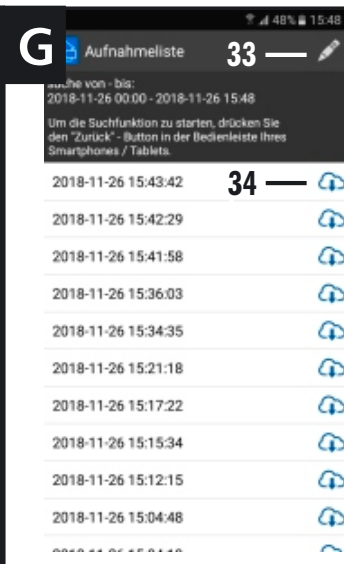 G
48% 15:48
Aufnahmeliste
33
suche von - bis:
2018-11-26 00:00 - 2018-11-26 15:48
Um die Suchfunktion zu starten, drücken Sie
den "Zurück" - Button in der Bedienleiste Ihres
Smartphones / Tablets.
2018-11-26 15:43:42
34
2018-11-26 15:42:29
2018-11-26 15:41:58
2018-11-26 15:36:03
2018-11-26 15:34:35
2018-11-26 15:21:18
2018-11-26 15:17:22
2018-11-26 15:15:34
2018-11-26 15:12:15
2018-11-26 15:04:48